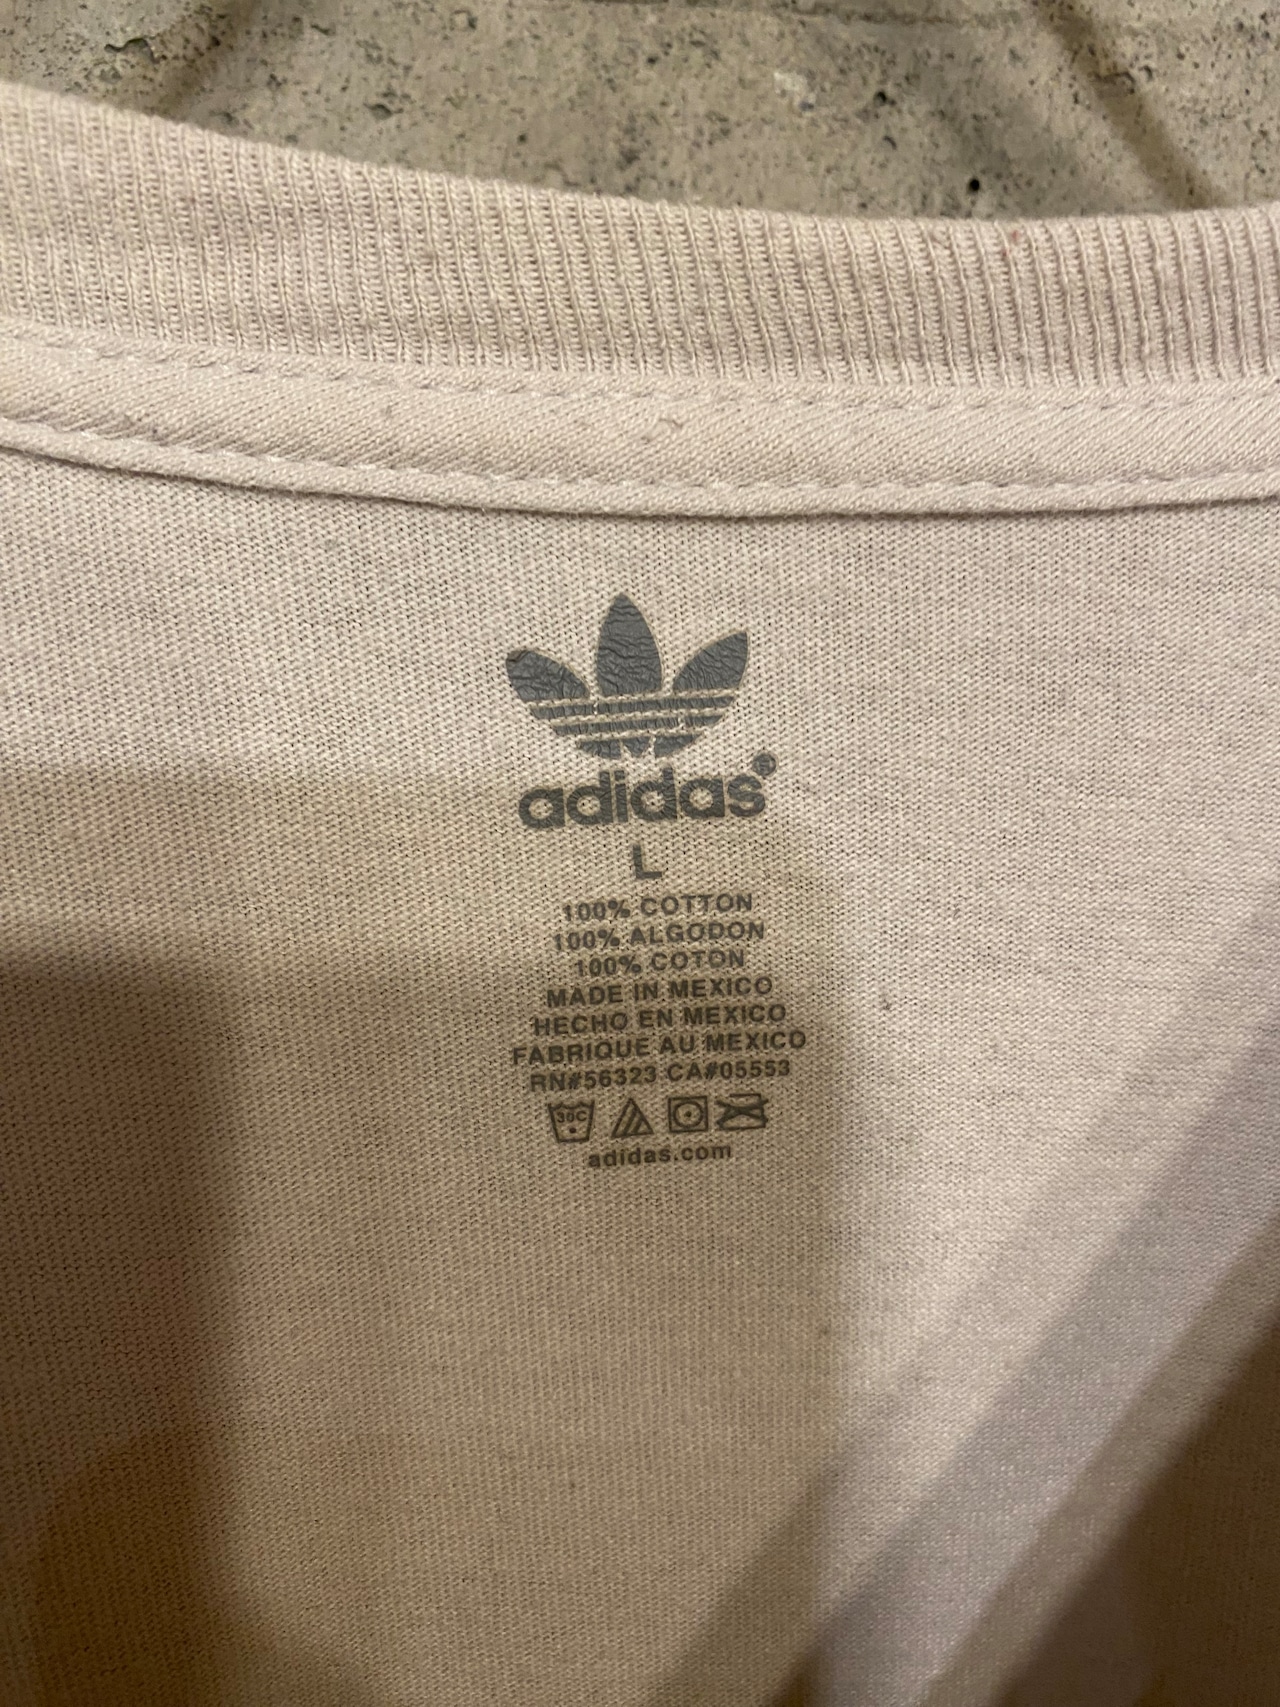 adidas®
L
100% COTTON
100% ALGODON
100% COTON
MADE IN MEXICO
HECHO EN MEXICO
FABRIQUE AU MEXICO
RN#56323 CA#05553
30C
adidas.com